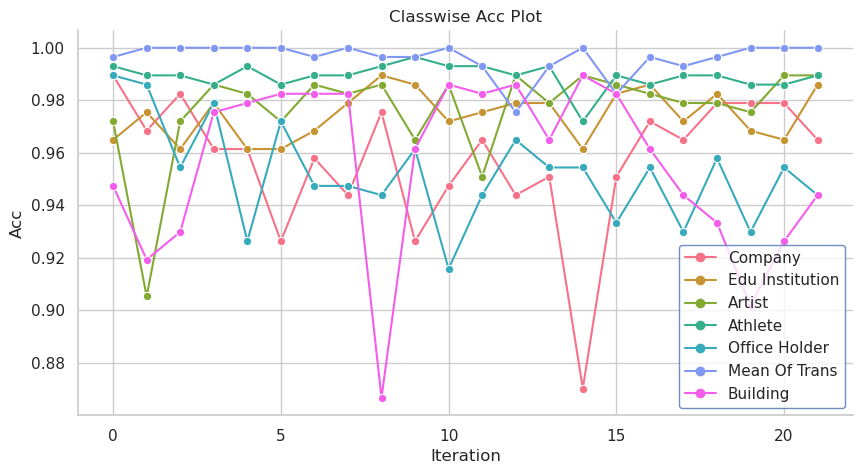 Classwise Acc Plot
1.00
0.98
0.96
0.94
0.92
0.90
0.88
Acc
0
5
10
15
20
Iteration
Company
Edu Institution
Artist
Athlete
Office Holder
Mean Of Trans
Building